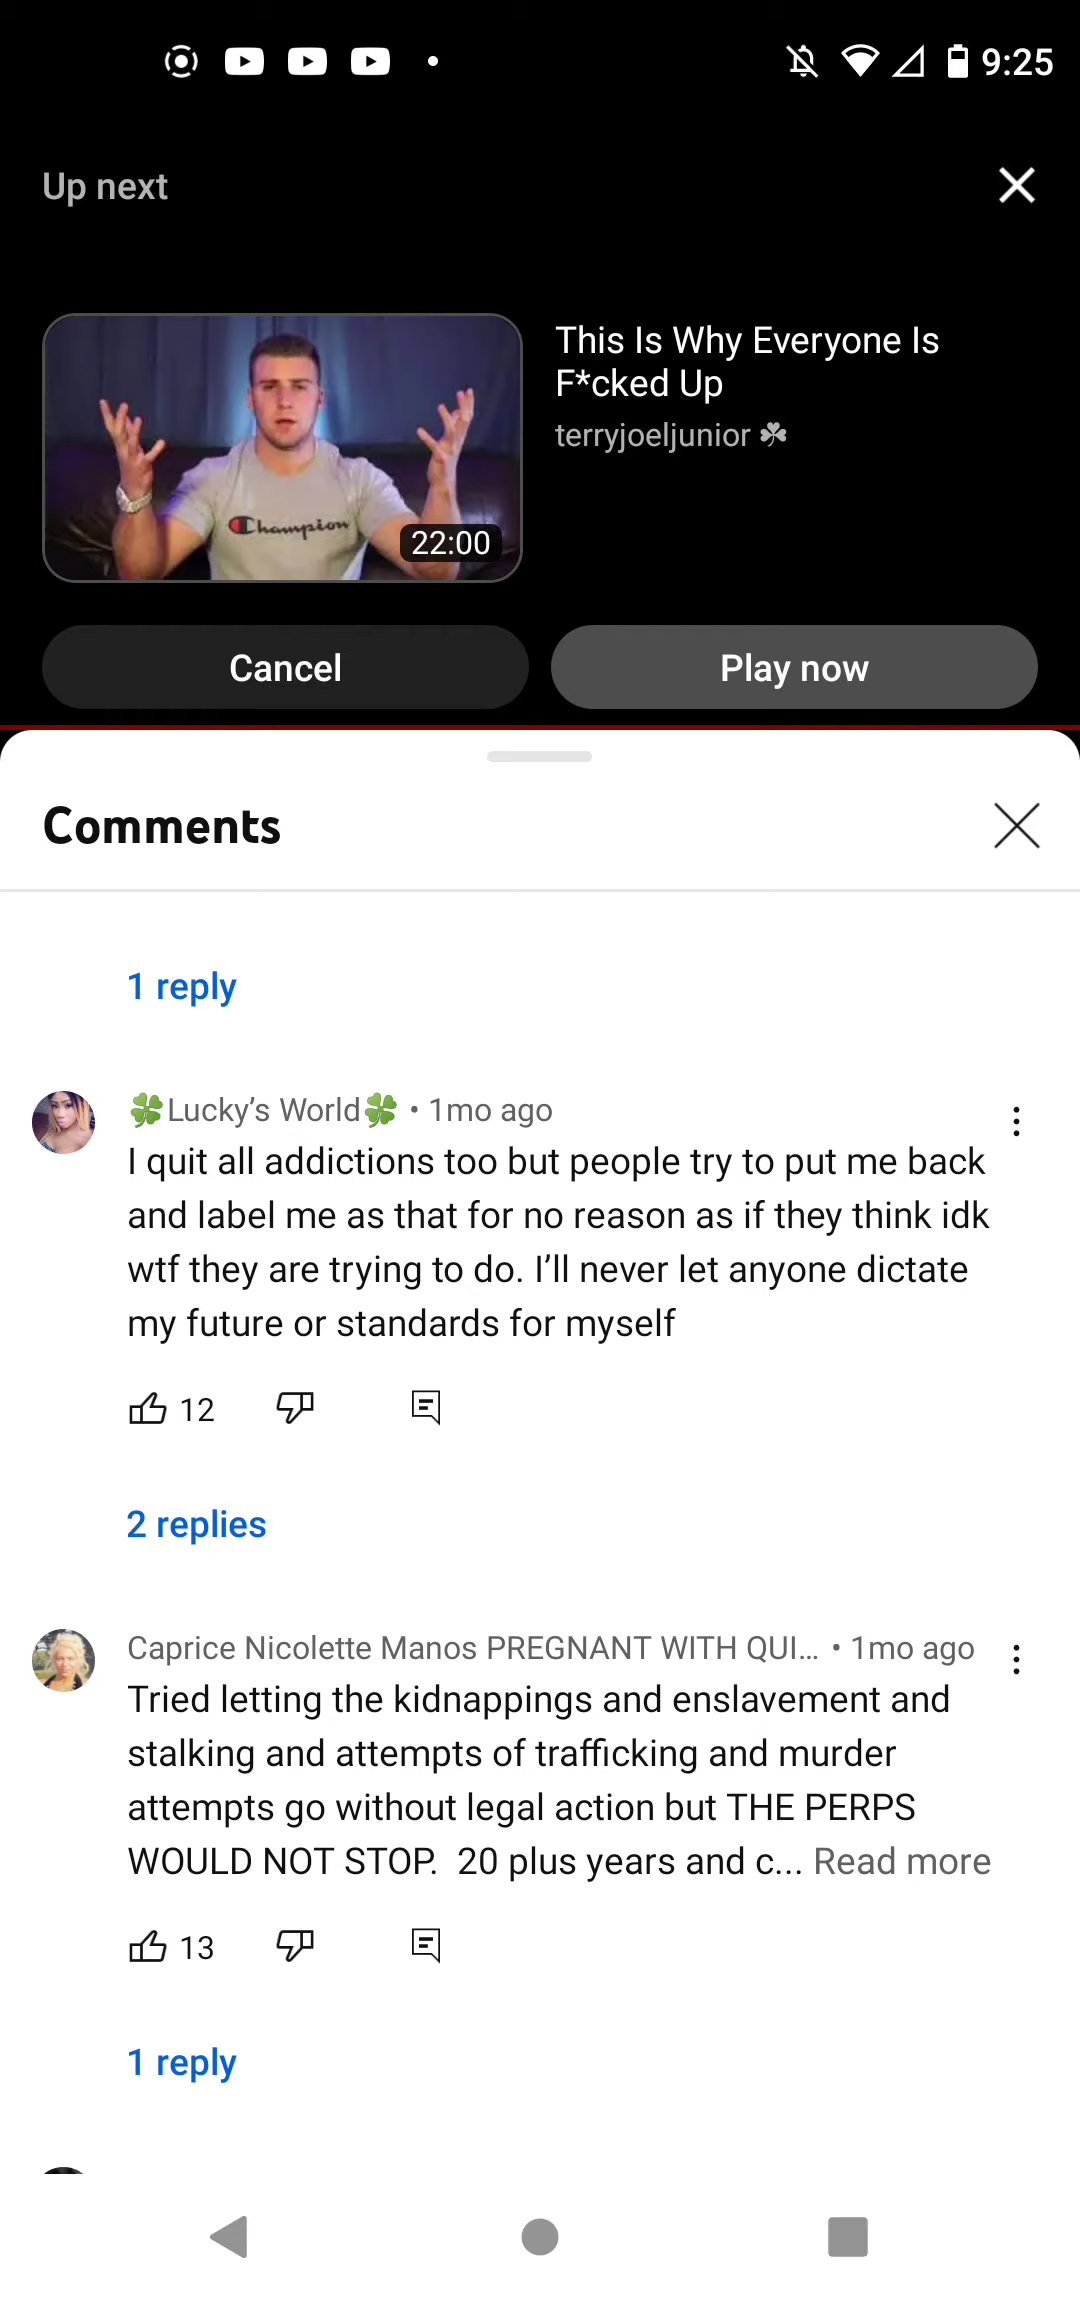 9:25
Up next
This Is Why Everyone Is
F*cked Up
terryjoeljunior ☘
Champion
22:00
Cancel
Play now
Comments
1 reply
🍀Lucky’s World🍀 • 1mo ago
I quit all addictions too but people try to put me back
and label me as that for no reason as if they think idk
wtf they are trying to do. I’ll never let anyone dictate
my future or standards for myself
12
2 replies
Caprice Nicolette Manos PREGNANT WITH QUI... • 1mo ago
Tried letting the kidnappings and enslavement and
stalking and attempts of trafficking and murder
attempts go without legal action but THE PERPS
WOULD NOT STOP.  20 plus years and c... Read more
13
1 reply